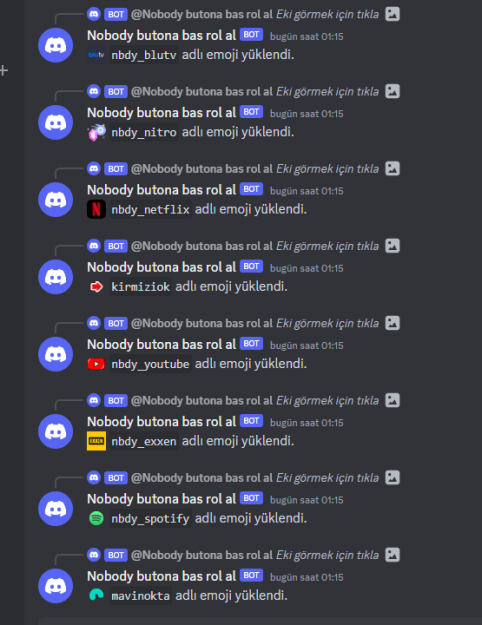 BOT @Nobody butona bas rol al Eki görmek için tıkla
Nobody butona bas rol al BOT bugün saat 01:15
blutv nbdy_blutv adlı emoji yüklendi.
BOT @Nobody butona bas rol al Eki görmek için tıkla
Nobody butona bas rol al BOT bugün saat 01:15
nbdy_nitro adlı emoji yüklendi.
BOT @Nobody butona bas rol al Eki görmek için tıkla
Nobody butona bas rol al BOT bugün saat 01:15
N nbdy_netflix adlı emoji yüklendi.
BOT @Nobody butona bas rol al Eki görmek için tıkla
Nobody butona bas rol al BOT bugün saat 01:15
kirmiziok adlı emoji yüklendi.
BOT @Nobody butona bas rol al Eki görmek için tıkla
Nobody butona bas rol al BOT bugün saat 01:15
nbdy_youtube adlı emoji yüklendi.
BOT @Nobody butona bas rol al Eki görmek için tıkla
Nobody butona bas rol al BOT bugün saat 01:15
EXXEN nbdy_exxen adlı emoji yüklendi.
BOT @Nobody butona bas rol al Eki görmek için tıkla
Nobody butona bas rol al BOT bugün saat 01:15
nbdy_spotify adlı emoji yüklendi.
BOT @Nobody butona bas rol al Eki görmek için tıkla
Nobody butona bas rol al BOT bugün saat 01:15
mavinokta adlı emoji yüklendi.